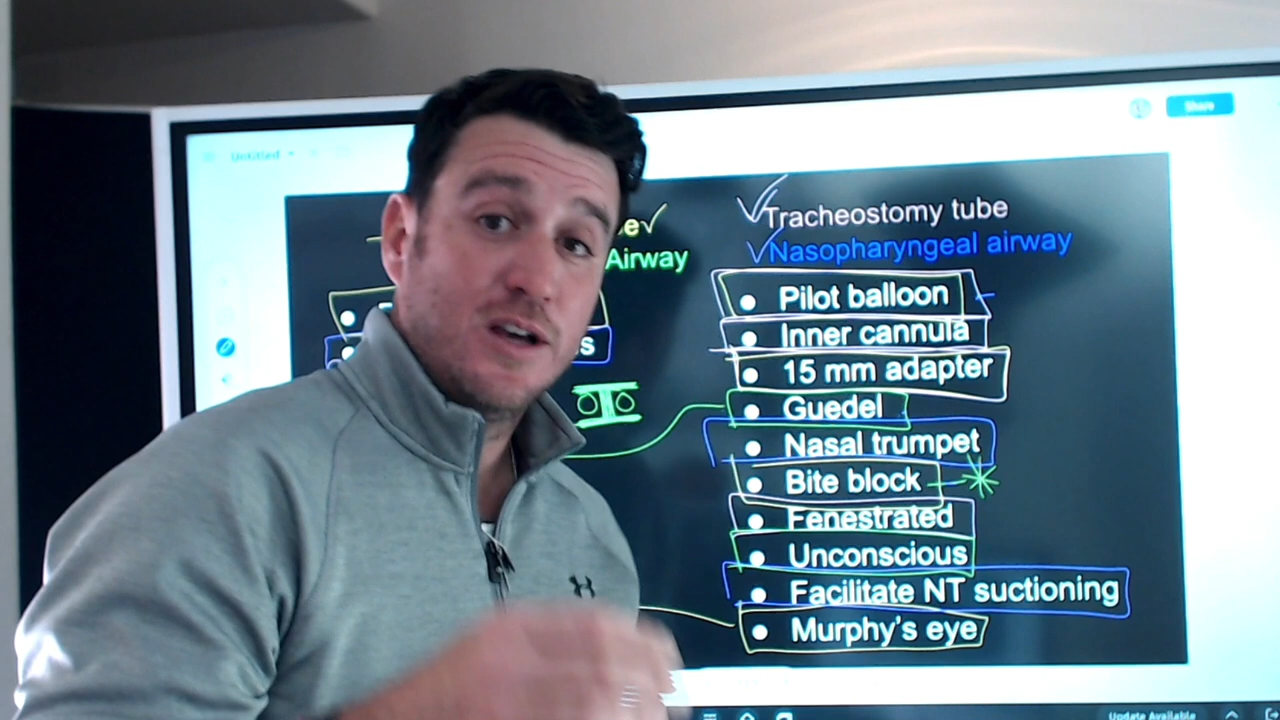 Untitled
Share
Tracheostomy tube
Airway
Nasopharyngeal airway
Pilot balloon
Inner cannula
15 mm adapter
Guedel
Nasal trumpet
Bite block
Fenestrated
Unconscious
Facilitate NT suctioning
Murphy's eye
Update Available